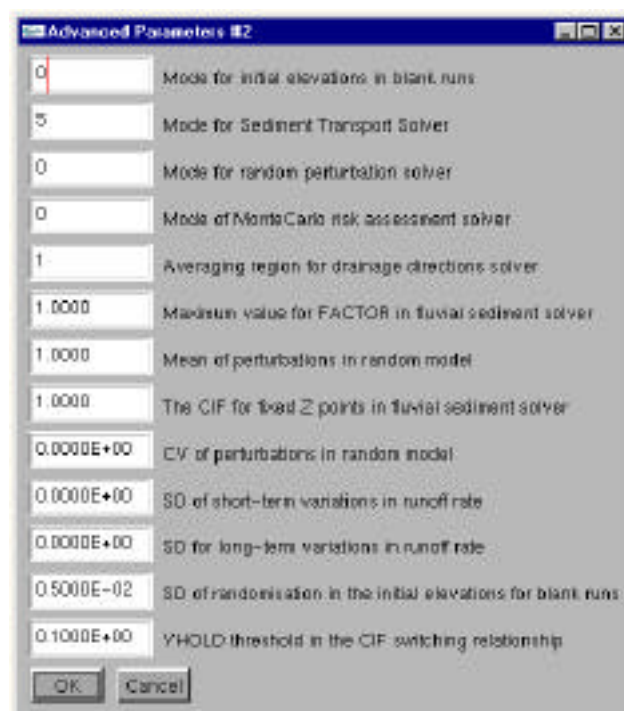 Advanced Parameters #2
0 Mode for initial elevations in blank runs
5 Mode for Sediment Transport Solver
0 Mode for random perturbation solver
0 Mode of MonteCarlo risk assessment solver
1 Averaging region for drainage directions solver
1.0000 Maximum value for FACTOR in fluvial sediment solver
1.0000 Mean of perturbations in random model
1.0000 The CIF for fixed Z points in fluvial sediment solver
0.0000E+00 CV of perturbations in random model
0.0000E+00 SD of short-term variations in runoff rate
0.0000E+00 SD for long-term variations in runoff rate
0.5000E-02 SD of randomisation in the initial elevations for blank runs
0.1000E+00 YHOLD threshold in the CIF switching relationship
OK Cancel